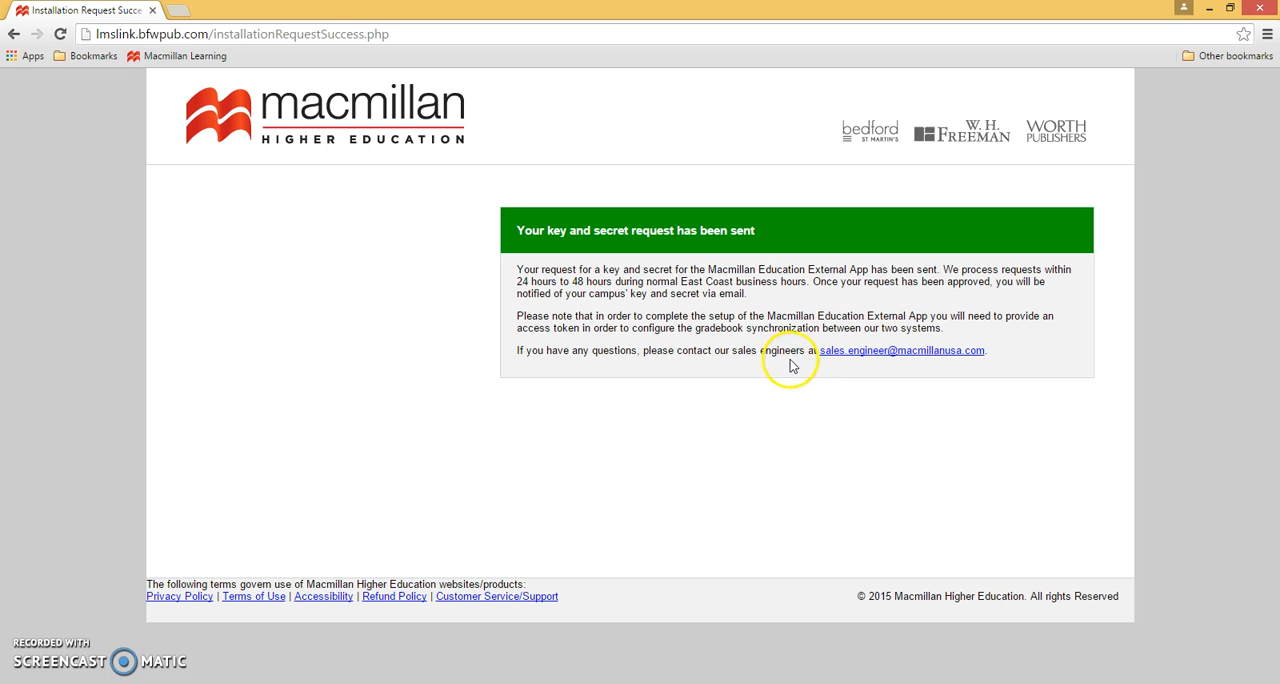 Installation Request Succe
lmslink.bfwpub.com/installationRequestSuccess.php
Apps Bookmarks Macmillan Learning Other bookmarks
macmillan
HIGHER EDUCATION
bedford
ST. MARTIN'S
W. H.
FREEMAN
WORTH
PUBLISHERS
Your key and secret request has been sent
Your request for a key and secret for the Macmillan Education External App has been sent. We process requests within
24 hours to 48 hours during normal East Coast business hours. Once your request has been approved, you will be
notified of your campus' key and secret via email.
Please note that in order to complete the setup of the Macmillan Education External App you will need to provide an
access token in order to configure the gradebook synchronization between our two systems.
If you have any questions, please contact our sales engineers at sales.engineer@macmillanusa.com.
The following terms govern use of Macmillan Higher Education websites/products:
Privacy Policy | Terms of Use | Accessibility | Refund Policy | Customer Service/Support
© 2015 Macmillan Higher Education. All rights Reserved
RECORDED WITH
SCREENCAST MATIC